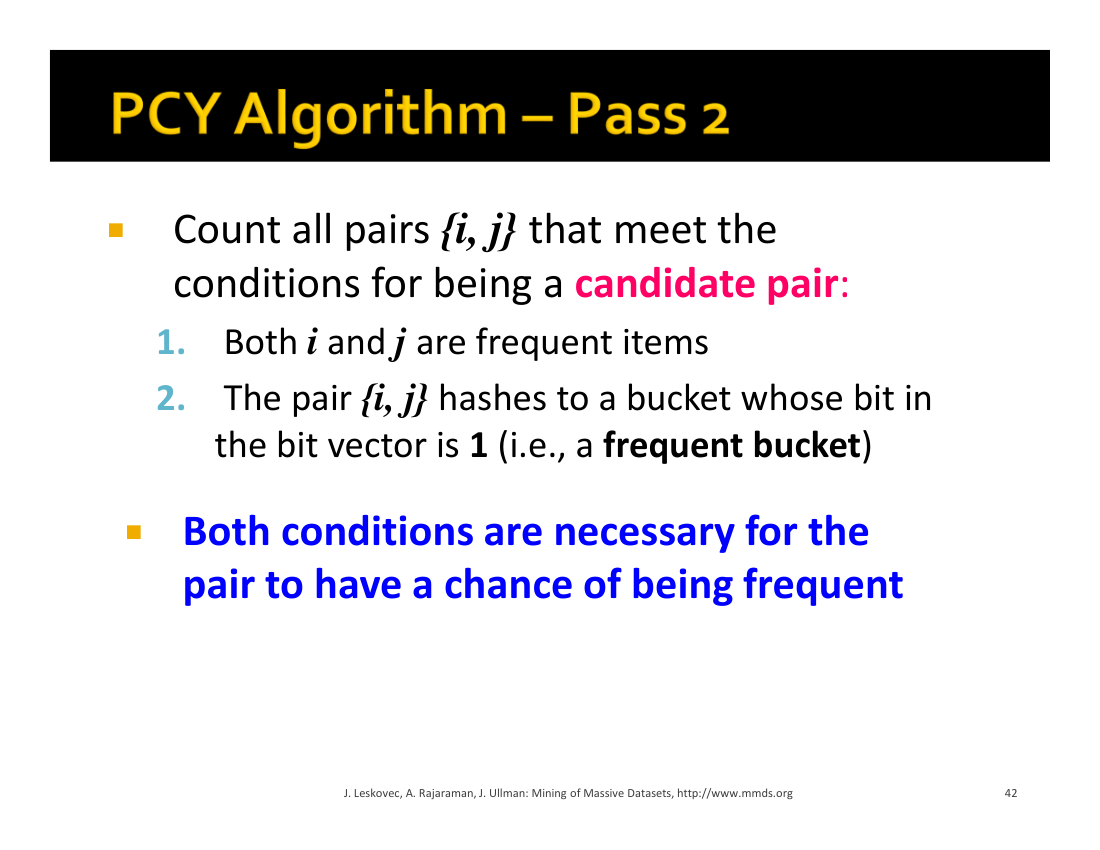 PCY Algorithm – Pass 2
Count all pairs {i, j} that meet the
conditions for being a candidate pair:
1. Both i and j are frequent items
2. The pair {i, j} hashes to a bucket whose bit in
the bit vector is 1 (i.e., a frequent bucket)
Both conditions are necessary for the
pair to have a chance of being frequent
J. Leskovec, A. Rajaraman, J. Ullman: Mining of Massive Datasets, http://www.mmds.org 42